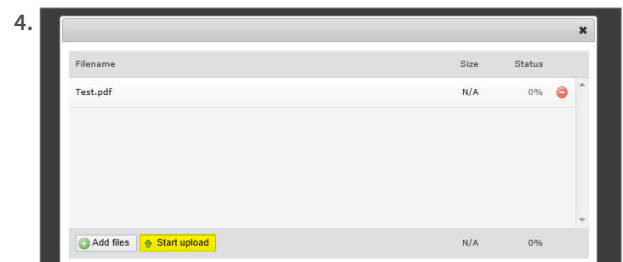 4.
Filename Size Status
Test.pdf N/A 0%
Add files Start upload N/A 0%